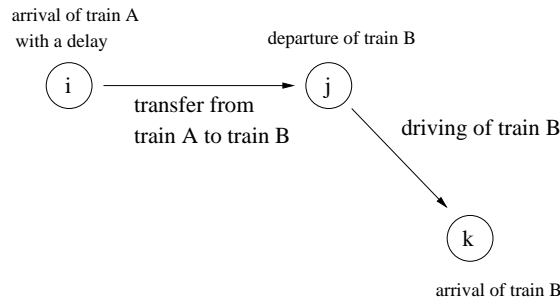 arrival of train A
with a delay
departure of train B
i
j
transfer from
train A to train B
driving of train B
k
arrival of train B